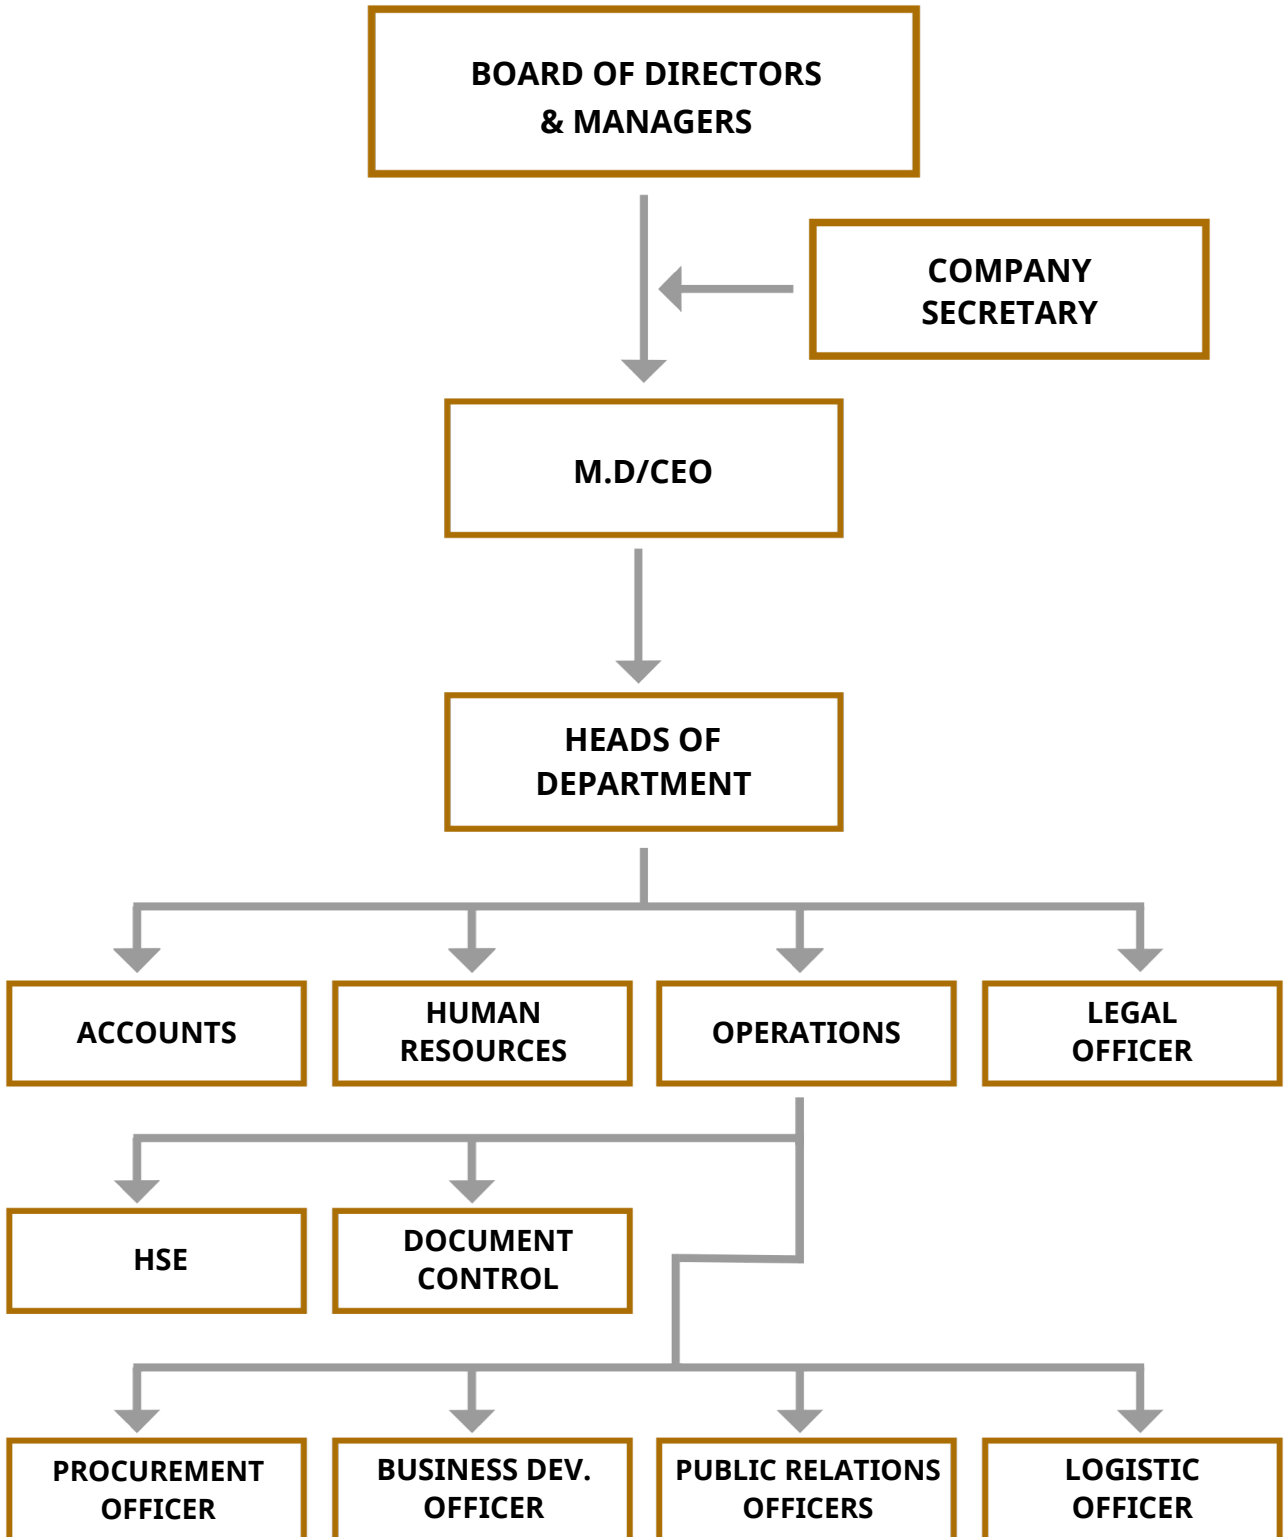 BOARD OF DIRECTORS
& MANAGERS
COMPANY
SECRETARY
M.D/CEO
HEADS OF
DEPARTMENT
ACCOUNTS
HUMAN
RESOURCES
OPERATIONS
LEGAL
OFFICER
HSE
DOCUMENT
CONTROL
PROCUREMENT
OFFICER
BUSINESS DEV.
OFFICER
PUBLIC RELATIONS
OFFICERS
LOGISTIC
OFFICER